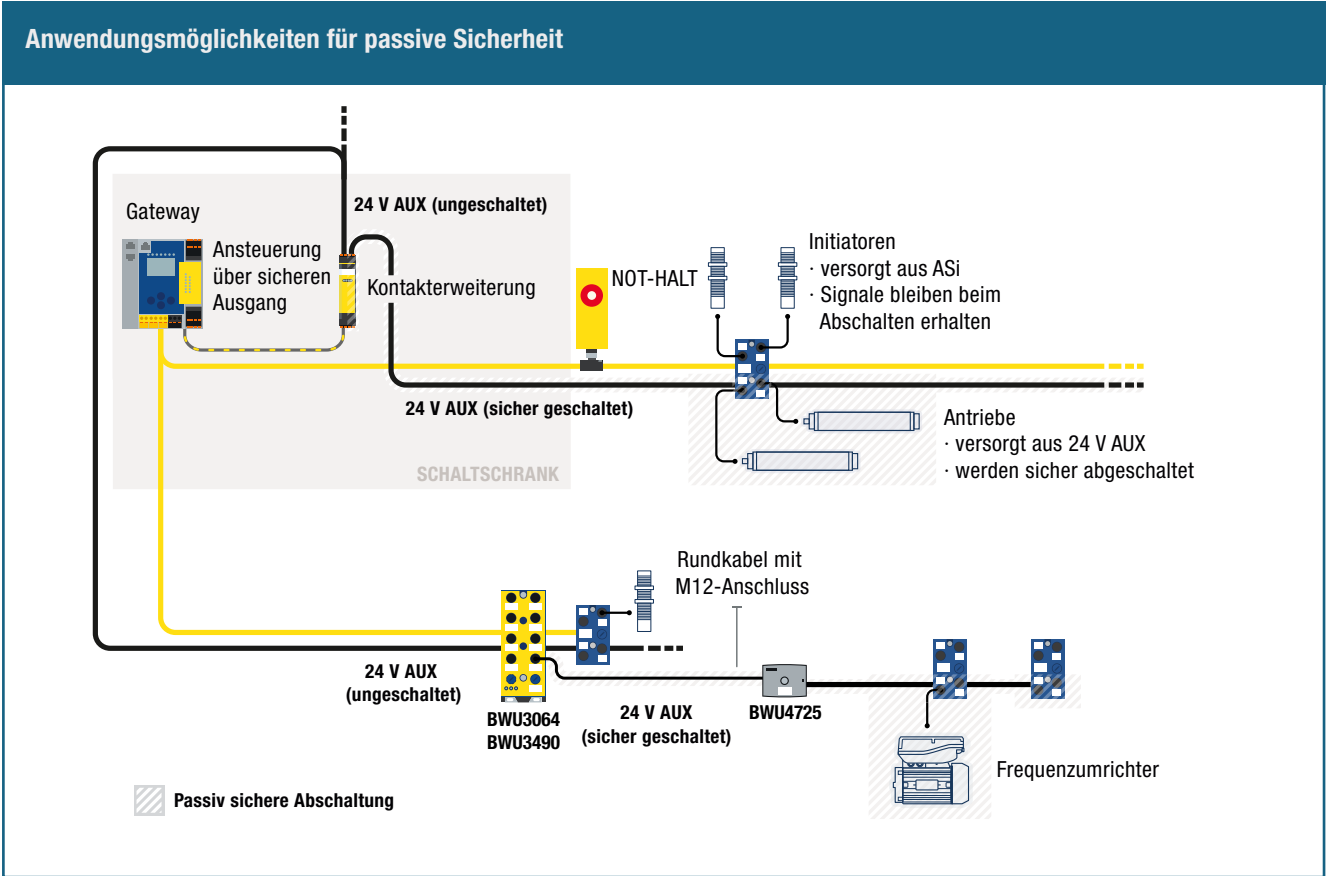 Anwendungsmöglichkeiten für passive Sicherheit
Gateway
Ansteuerung
über sicheren
Ausgang
24 V AUX (ungeschaltet)
Kontakterweiterung
NOT-HALT
Initiatoren
· versorgt aus ASi
· Signale bleiben beim
Abschalten erhalten
24 V AUX (sicher geschaltet)
SCHALTSCHRANK
Antriebe
· versorgt aus 24 V AUX
· werden sicher abgeschaltet
Rundkabel mit
M12-Anschluss
24 V AUX
(ungeschaltet)
BWU3064
BWU3490
24 V AUX
(sicher geschaltet)
BWU4725
Frequenzumrichter
Passiv sichere Abschaltung